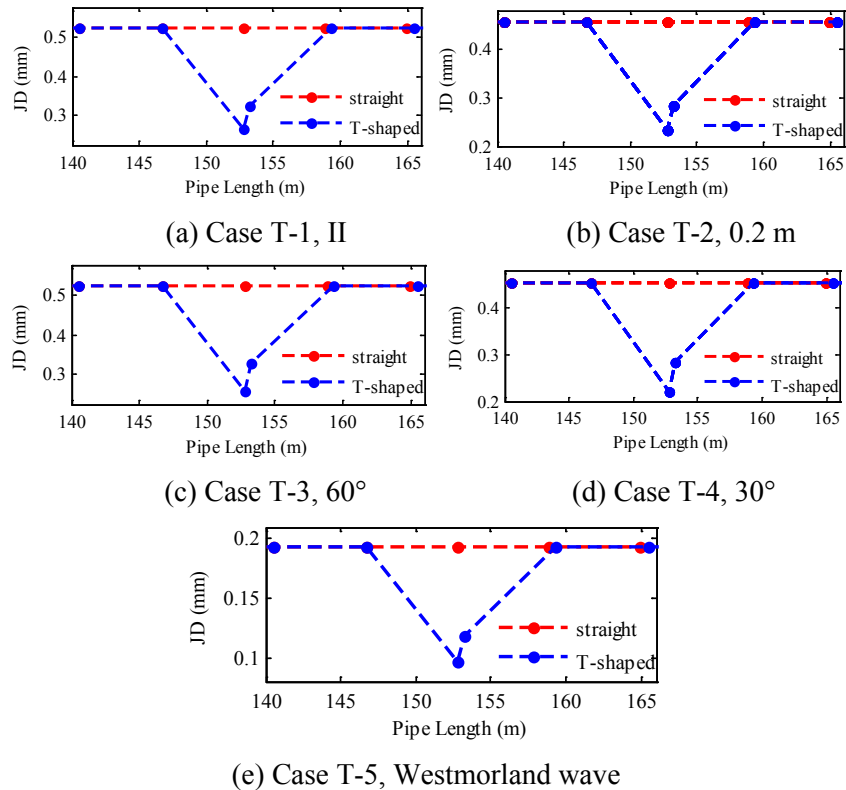 JD (mm)
0.5
0.4
0.3
straight
T-shaped
140 145 150 155 160 165
Pipe Length (m)
(a) Case T-1, II
JD (mm)
0.4
0.3
0.2
straight
T-shaped
140 145 150 155 160 165
Pipe Length (m)
(b) Case T-2, 0.2 m
JD (mm)
0.5
0.4
0.3
straight
T-shaped
140 145 150 155 160 165
Pipe Length (m)
(c) Case T-3, 60°
JD (mm)
0.4
0.3
0.2
straight
T-shaped
140 145 150 155 160 165
Pipe Length (m)
(d) Case T-4, 30°
JD (mm)
0.2
0.15
0.1
straight
T-shaped
140 145 150 155 160 165
Pipe Length (m)
(e) Case T-5, Westmorland wave